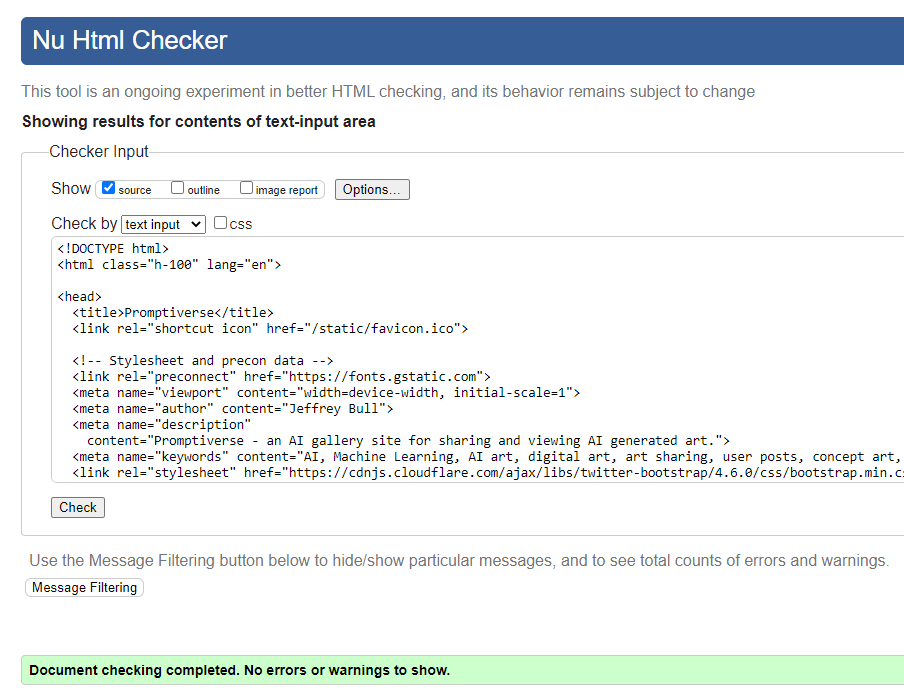 Nu Html Checker
This tool is an ongoing experiment in better HTML checking, and its behavior remains subject to change
Showing results for contents of text-input area
Checker Input
Show source outline image report Options...
Check by text input css
<!DOCTYPE html>
<html class="h-100" lang="en">
<head>
<title>Promptiverse</title>
<link rel="shortcut icon" href="/static/favicon.ico">
<!-- Stylesheet and precon data -->
<link rel="preconnect" href="https://fonts.gstatic.com">
<meta name="viewport" content="width=device-width, initial-scale=1">
<meta name="author" content="Jeffrey Bull">
<meta name="description"
content="Promptiverse - an AI gallery site for sharing and viewing AI generated art.">
<meta name="keywords" content="AI, Machine Learning, AI art, digital art, art sharing, user posts, concept art,
<link rel="stylesheet" href="https://cdnjs.cloudflare.com/ajax/libs/twitter-bootstrap/4.6.0/css/bootstrap.min.c
Check
Use the Message Filtering button below to hide/show particular messages, and to see total counts of errors and warnings.
Message Filtering
Document checking completed. No errors or warnings to show.